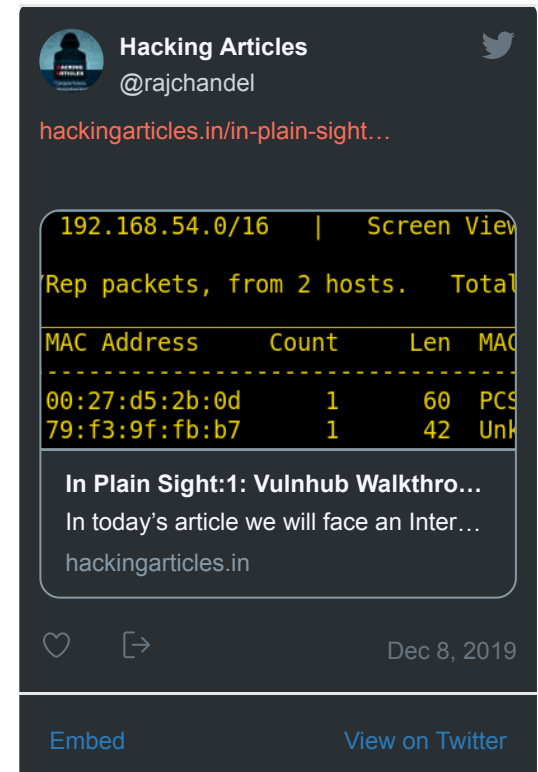 Hacking Articles
@rajchandel
hackingarticles.in/in-plain-sight…
192.168.54.0/16 | Screen View
/Rep packets, from 2 hosts. Total
MAC Address Count Len MAC
-----------------------------------
00:27:d5:2b:0d 1 60 PCS
79:f3:9f:fb:b7 1 42 Unk
In Plain Sight:1: Vulnhub Walkthro…
In today’s article we will face an Inter…
hackingarticles.in
Dec 8, 2019
Embed View on Twitter